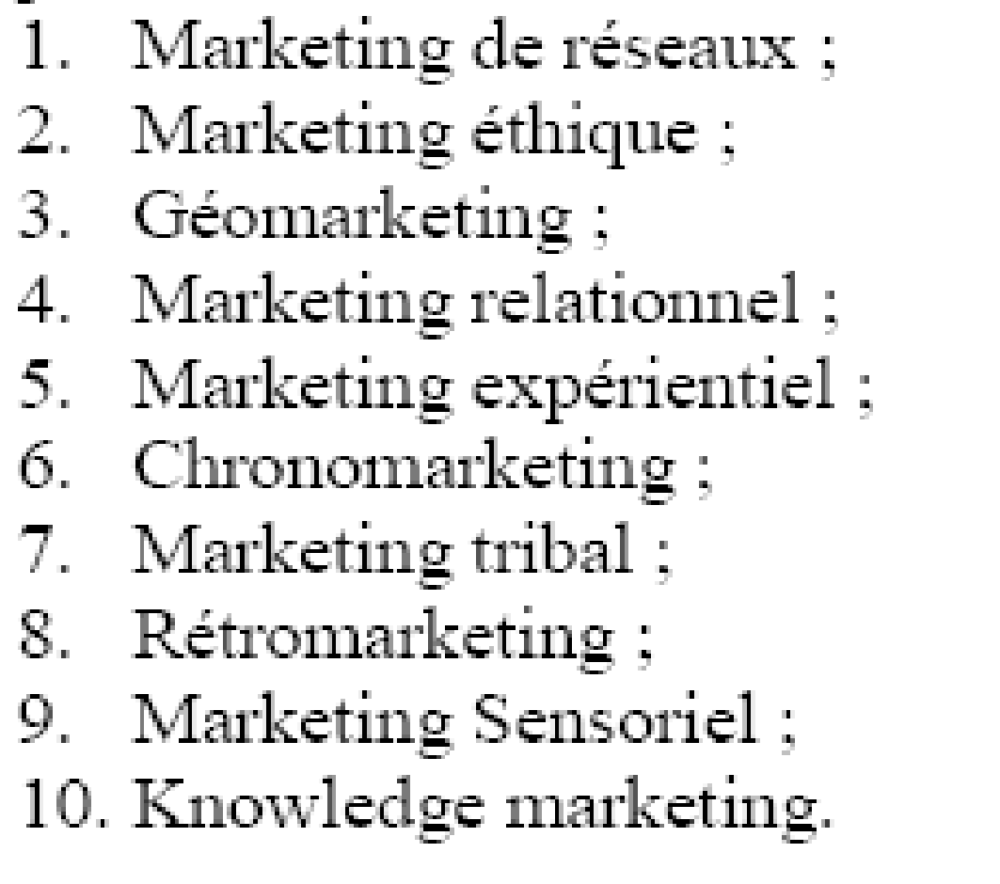 1. Marketing de réseaux ;
2. Marketing éthique ;
3. Géomarketing ;
4. Marketing relationnel ;
5. Marketing expérientiel ;
6. Chronomarketing ;
7. Marketing tribal ;
8. Rétromarketing ;
9. Marketing Sensoriel ;
10. Knowledge marketing.